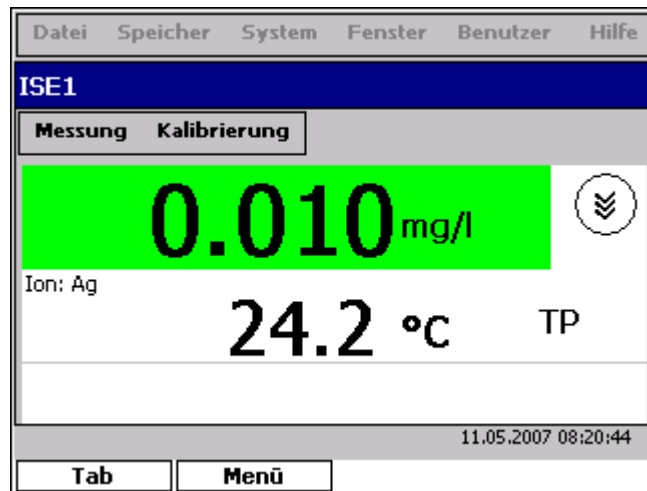 Datei Speicher System Fenster Benutzer Hilfe
ISE1
Messung Kalibrierung
0.010 mg/l
Ion: Ag
24.2 °C TP
11.05.2007 08:20:44
Tab Menü